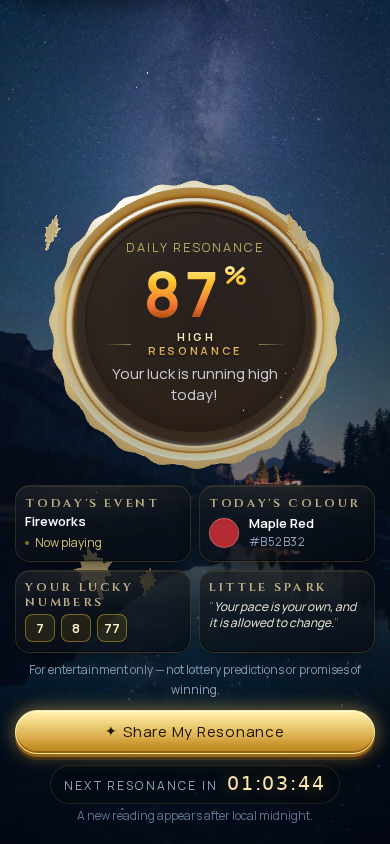 DAILY RESONANCE
87%
HIGH
RESONANCE
Your luck is running high
today!
TODAY'S EVENT
Fireworks
Now playing
TODAY'S COLOUR
Maple Red
#B52B32
YOUR LUCKY
NUMBERS
7 8 77
LITTLE SPARK
"Your pace is your own, and
it is allowed to change."
For entertainment only — not lottery predictions or promises of
winning.
✦ Share My Resonance
NEXT RESONANCE IN 01:03:44
A new reading appears after local midnight.